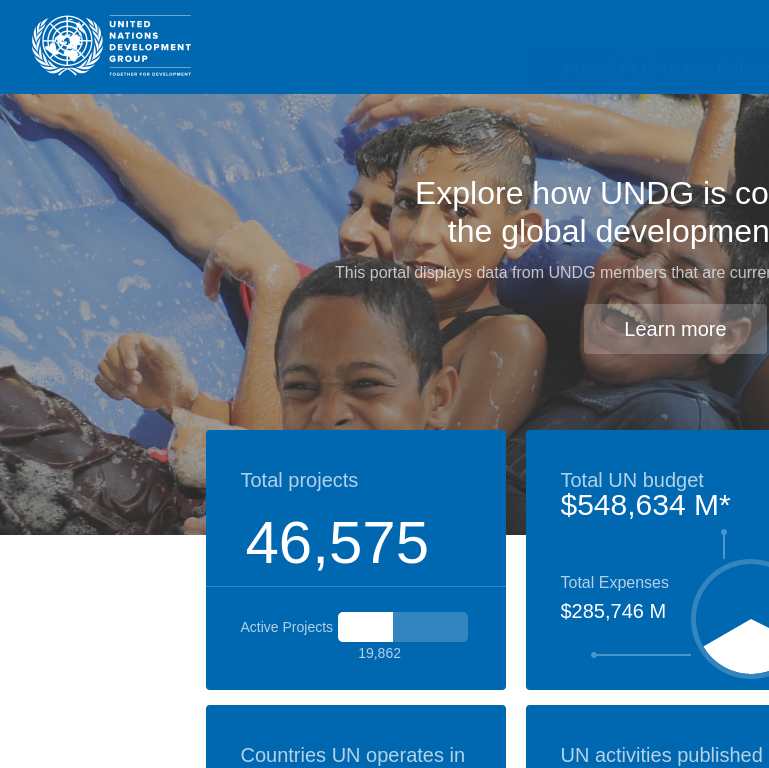 UNITED
NATIONS
DEVELOPMENT
GROUP
TOGETHER FOR DEVELOPMENT
Explore how UNDG is co
the global developmen
This portal displays data from UNDG members that are curre
Learn more
Total projects
46,575
Active Projects
19,862
Total UN budget
$548,634 M*
Total Expenses
$285,746 M
Countries UN operates in
UN activities published